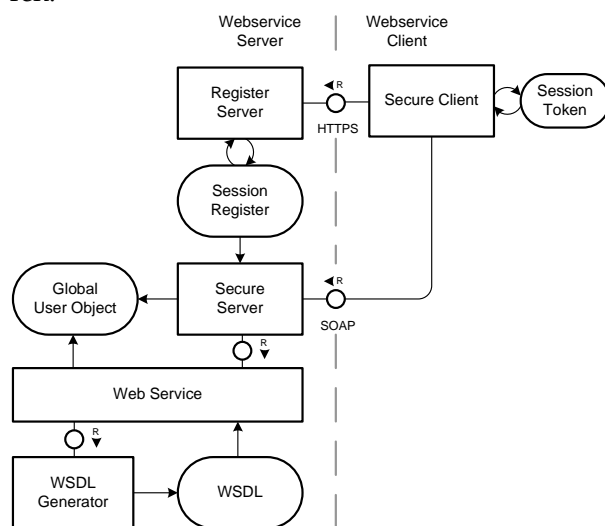 Webservice
Server
Webservice
Client
R
Register
Server
Secure Client
Session
Token
HTTPS
Session
Register
Global
User Object
Secure
Server
R
SOAP
R
Web Service
R
WSDL
Generator
WSDL